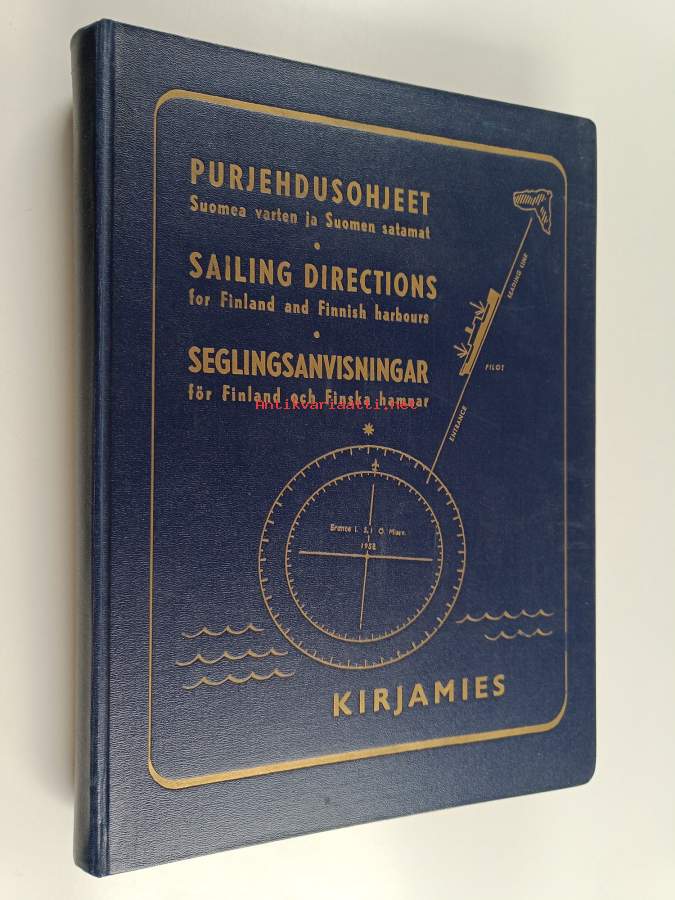 PURJEHDUSOHJEET
Suomea varten ja Suomen satamat
SAILING DIRECTIONS
for Finland and Finnish harbours
SEGLINGSANVISNINGAR
för Finland och Finska hamnar
Antikvariaatti.net
LEADING LINE
PILOT
ENTRANCE
1958
KIRJAMIES